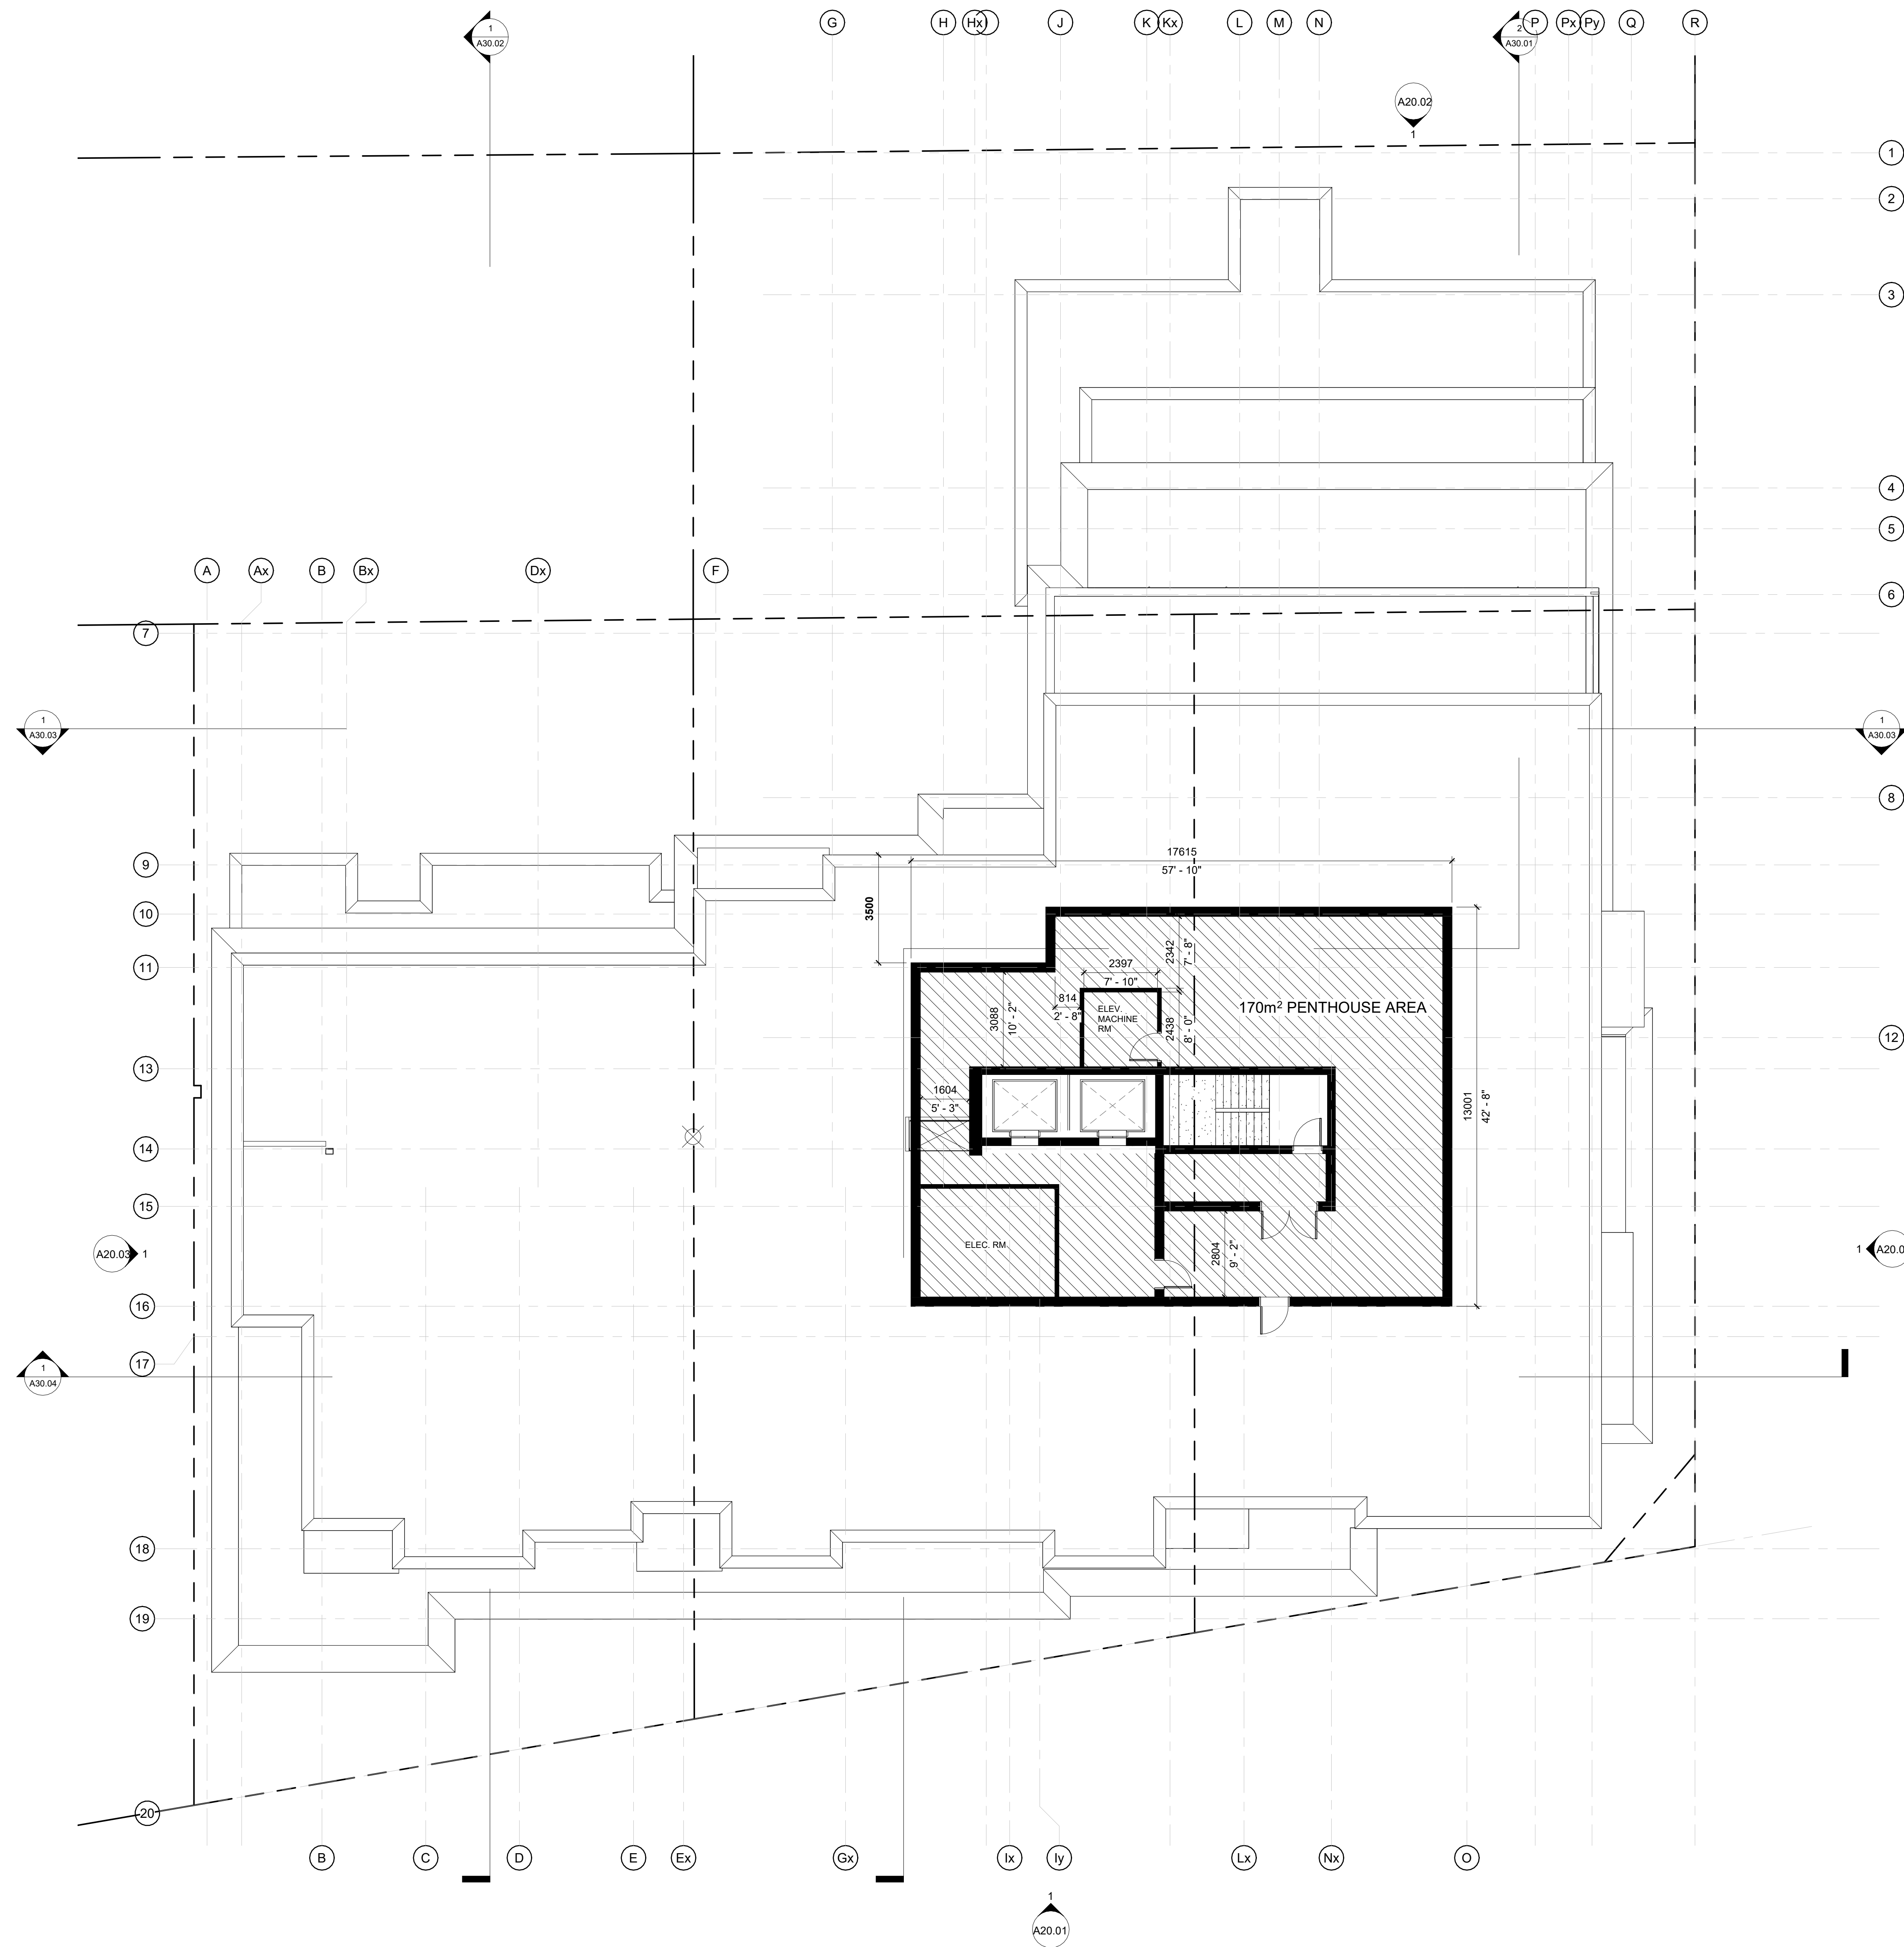 G H Hx J K Kx L M N P Px Py Q R
1
A30.02
2
A30.01
A20.02
1
1
2
3
4
5
A Ax B Bx Dx F
6
7
1
A30.03
1
A30.03
8
9
10
11
12
13
14
15
16
17
18
19
20
17615
57' - 10"
3500
2342
7' - 8"
2397
7' - 10"
814
2' - 8"
3088
10' - 2"
ELEV.
MACHINE
RM
2438
8' - 0"
170m² PENTHOUSE AREA
1604
5' - 3"
13001
42' - 8"
ELEC. RM
2804
9' - 2"
A20.03
1
1
A20.0
1
A30.04
B C D E Ex Gx Ix Iy Lx Nx O
1
A20.01